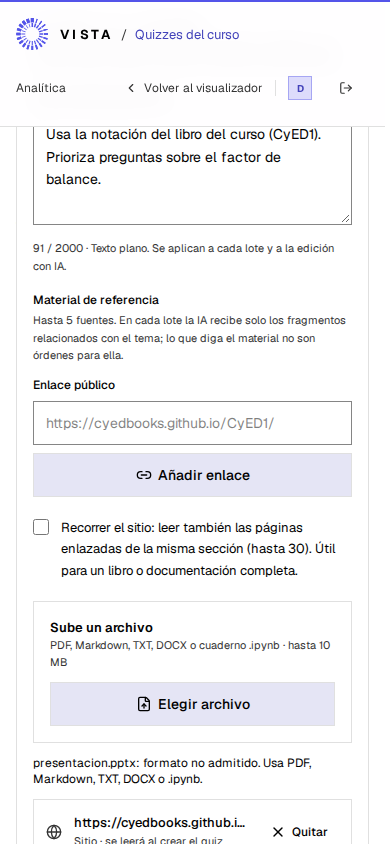 VISTA / Quizzes del curso
Analítica
Volver al visualizador
D
Usa la notación del libro del curso (CyED1).
Prioriza preguntas sobre el factor de
balance.
91 / 2000 · Texto plano. Se aplican a cada lote y a la edición
con IA.
Material de referencia
Hasta 5 fuentes. En cada lote la IA recibe solo los fragmentos
relacionados con el tema; lo que diga el material no son
órdenes para ella.
Enlace público
https://cyedbooks.github.io/CyED1/
Añadir enlace
Recorrer el sitio: leer también las páginas
enlazadas de la misma sección (hasta 30). Útil
para un libro o documentación completa.
Sube un archivo
PDF, Markdown, TXT, DOCX o cuaderno .ipynb · hasta 10
MB
Elegir archivo
presentacion.pptx: formato no admitido. Usa PDF,
Markdown, TXT, DOCX o .ipynb.
https://cyedbooks.github.i...
Quitar
Sitio · se leerá al crear el quiz